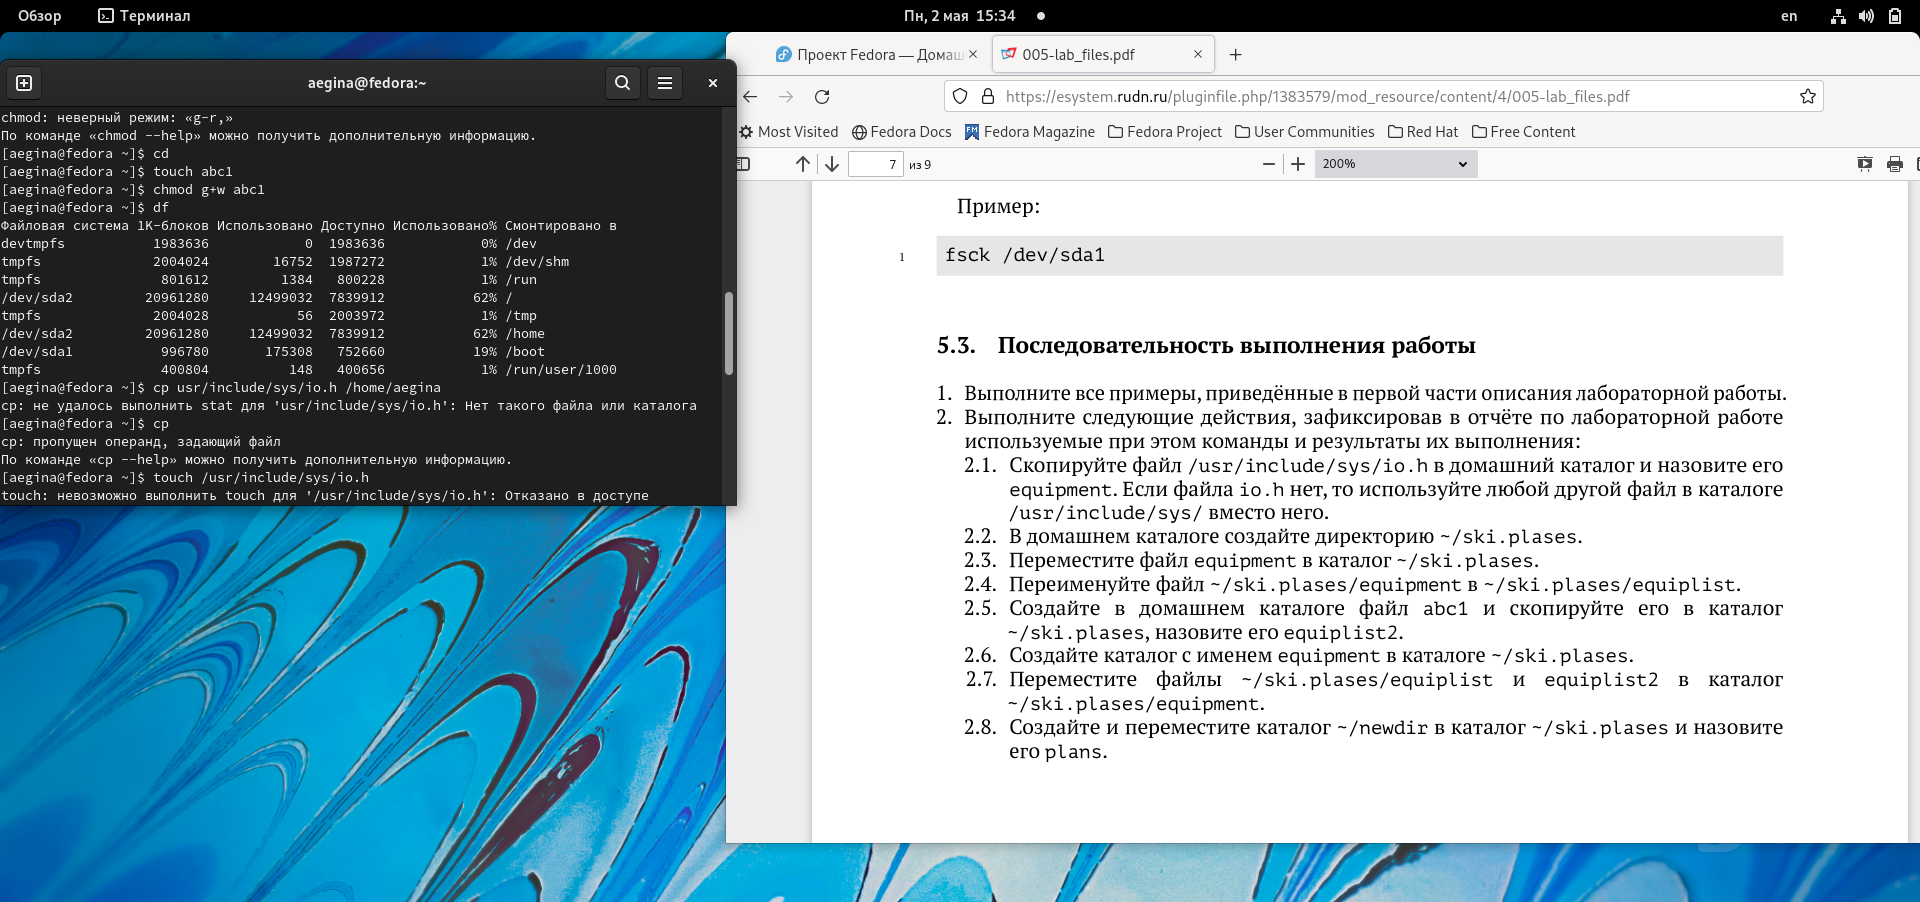 Обзор Терминал Пн, 2 мая 15:34 en
aegina@fedora:~
chmod: неверный режим: «g-r,»
По команде «chmod --help» можно получить дополнительную информацию.
[aegina@fedora ~]$ cd
[aegina@fedora ~]$ touch abc1
[aegina@fedora ~]$ chmod g+w abc1
[aegina@fedora ~]$ df
Файловая система 1K-блоков Использовано Доступно Использовано% Смонтировано в
devtmpfs 1983636 0 1983636 0% /dev
tmpfs 2004024 16752 1987272 1% /dev/shm
tmpfs 801612 1384 800228 1% /run
/dev/sda2 20961280 12499032 7839912 62% /
tmpfs 2004028 56 2003972 1% /tmp
/dev/sda2 20961280 12499032 7839912 62% /home
/dev/sda1 996780 175308 752660 19% /boot
tmpfs 400804 148 400656 1% /run/user/1000
[aegina@fedora ~]$ cp usr/include/sys/io.h /home/aegina
cp: не удалось выполнить stat для 'usr/include/sys/io.h': Нет такого файла или каталога
[aegina@fedora ~]$ cp
cp: пропущен операнд, задающий файл
По команде «cp --help» можно получить дополнительную информацию.
[aegina@fedora ~]$ touch /usr/include/sys/io.h
touch: невозможно выполнить touch для '/usr/include/sys/io.h': Отказано в доступе
Проект Fedora — Домаш 005-lab_files.pdf
https://esystem.rudn.ru/pluginfile.php/1383579/mod_resource/content/4/005-lab_files.pdf
Most Visited Fedora Docs Fedora Magazine Fedora Project User Communities Red Hat Free Content
7 из 9 200%
Пример:
1 fsck /dev/sda1
5.3. Последовательность выполнения работы
1. Выполните все примеры, приведённые в первой части описания лабораторной работы.
2. Выполните следующие действия, зафиксировав в отчёте по лабораторной работе
используемые при этом команды и результаты их выполнения:
2.1. Скопируйте файл /usr/include/sys/io.h в домашний каталог и назовите его
equipment. Если файла io.h нет, то используйте любой другой файл в каталоге
/usr/include/sys/ вместо него.
2.2. В домашнем каталоге создайте директорию ~/ski.plases.
2.3. Переместите файл equipment в каталог ~/ski.plases.
2.4. Переименуйте файл ~/ski.plases/equipment в ~/ski.plases/equiplist.
2.5. Создайте в домашнем каталоге файл abc1 и скопируйте его в каталог
~/ski.plases, назовите его equiplist2.
2.6. Создайте каталог с именем equipment в каталоге ~/ski.plases.
2.7. Переместите файлы ~/ski.plases/equiplist и equiplist2 в каталог
~/ski.plases/equipment.
2.8. Создайте и переместите каталог ~/newdir в каталог ~/ski.plases и назовите
его plans.